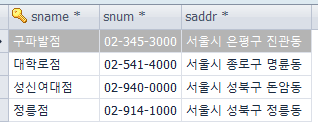 sname * snum * saddr *
구파발점 02-345-3000 서울시 은평구 진관동
대학로점 02-541-4000 서울시 종로구 명륜동
성신여대점 02-940-0000 서울시 성북구 돈암동
정릉점 02-914-1000 서울시 성북구 정릉동